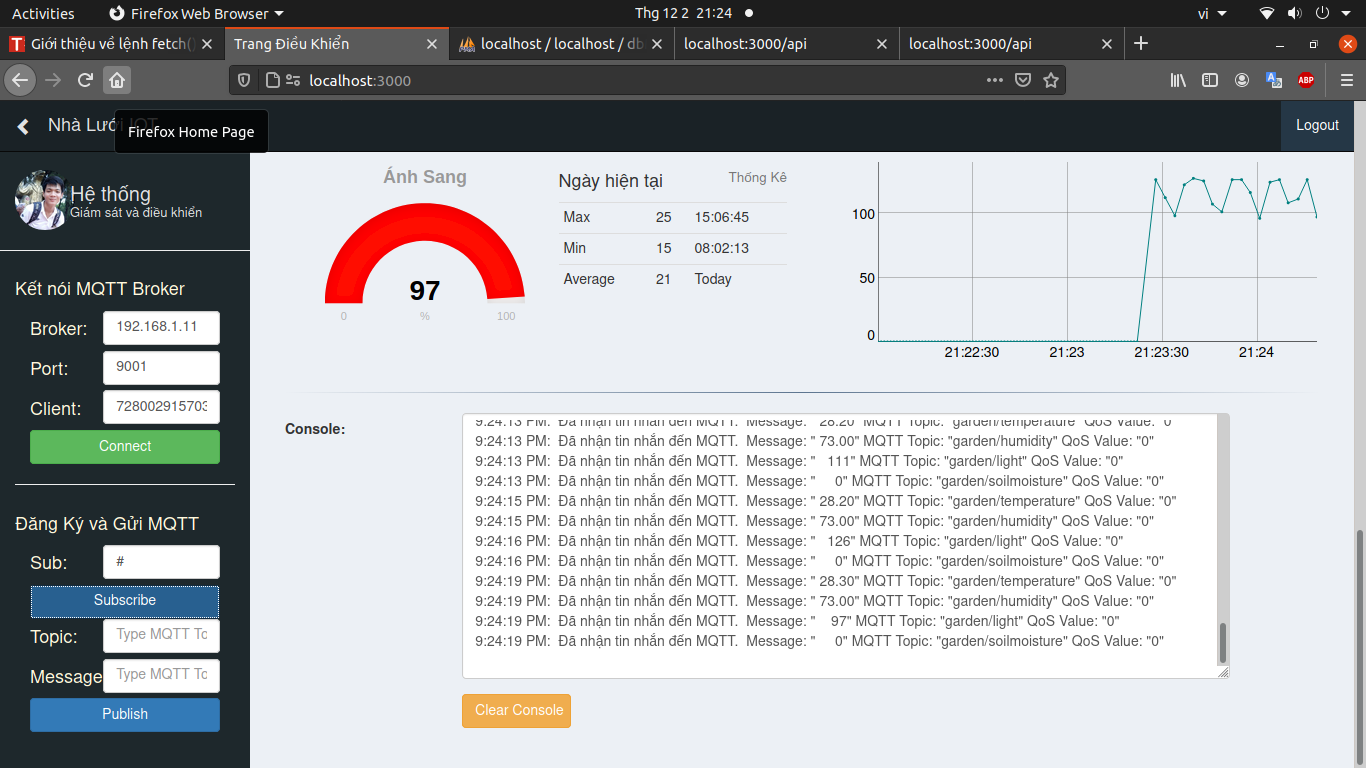 Activities
Firefox Web Browser
Thg 12 2 21:24
vi
Giới thiệu về lệnh fetch()
Trang Điều Khiển
localhost / localhost / db
localhost:3000/api
localhost:3000/api
localhost:3000
ABP
Nhà Lưới IOT
Firefox Home Page
Logout
Hệ thống
Giám sát và điều khiển
Kết nói MQTT Broker
Broker: 192.168.1.11
Port: 9001
Client: 728002915703
Connect
Đăng Ký và Gửi MQTT
Sub: #
Subscribe
Topic: Type MQTT To
Message Type MQTT To
Publish
Ánh Sang
97
0 % 100
Ngày hiện tại Thống Kê
Max 25 15:06:45
Min 15 08:02:13
Average 21 Today
100
50
0
21:22:30 21:23 21:23:30 21:24
Console:
9:24:13 PM: Đã nhận tin nhắn đến MQTT. Message: " 28.20" MQTT Topic: "garden/temperature" QoS Value: "0"
9:24:13 PM: Đã nhận tin nhắn đến MQTT. Message: " 73.00" MQTT Topic: "garden/humidity" QoS Value: "0"
9:24:13 PM: Đã nhận tin nhắn đến MQTT. Message: " 111" MQTT Topic: "garden/light" QoS Value: "0"
9:24:13 PM: Đã nhận tin nhắn đến MQTT. Message: " 0" MQTT Topic: "garden/soilmoisture" QoS Value: "0"
9:24:15 PM: Đã nhận tin nhắn đến MQTT. Message: " 28.20" MQTT Topic: "garden/temperature" QoS Value: "0"
9:24:15 PM: Đã nhận tin nhắn đến MQTT. Message: " 73.00" MQTT Topic: "garden/humidity" QoS Value: "0"
9:24:16 PM: Đã nhận tin nhắn đến MQTT. Message: " 126" MQTT Topic: "garden/light" QoS Value: "0"
9:24:16 PM: Đã nhận tin nhắn đến MQTT. Message: " 0" MQTT Topic: "garden/soilmoisture" QoS Value: "0"
9:24:19 PM: Đã nhận tin nhắn đến MQTT. Message: " 28.30" MQTT Topic: "garden/temperature" QoS Value: "0"
9:24:19 PM: Đã nhận tin nhắn đến MQTT. Message: " 73.00" MQTT Topic: "garden/humidity" QoS Value: "0"
9:24:19 PM: Đã nhận tin nhắn đến MQTT. Message: " 97" MQTT Topic: "garden/light" QoS Value: "0"
9:24:19 PM: Đã nhận tin nhắn đến MQTT. Message: " 0" MQTT Topic: "garden/soilmoisture" QoS Value: "0"
Clear Console